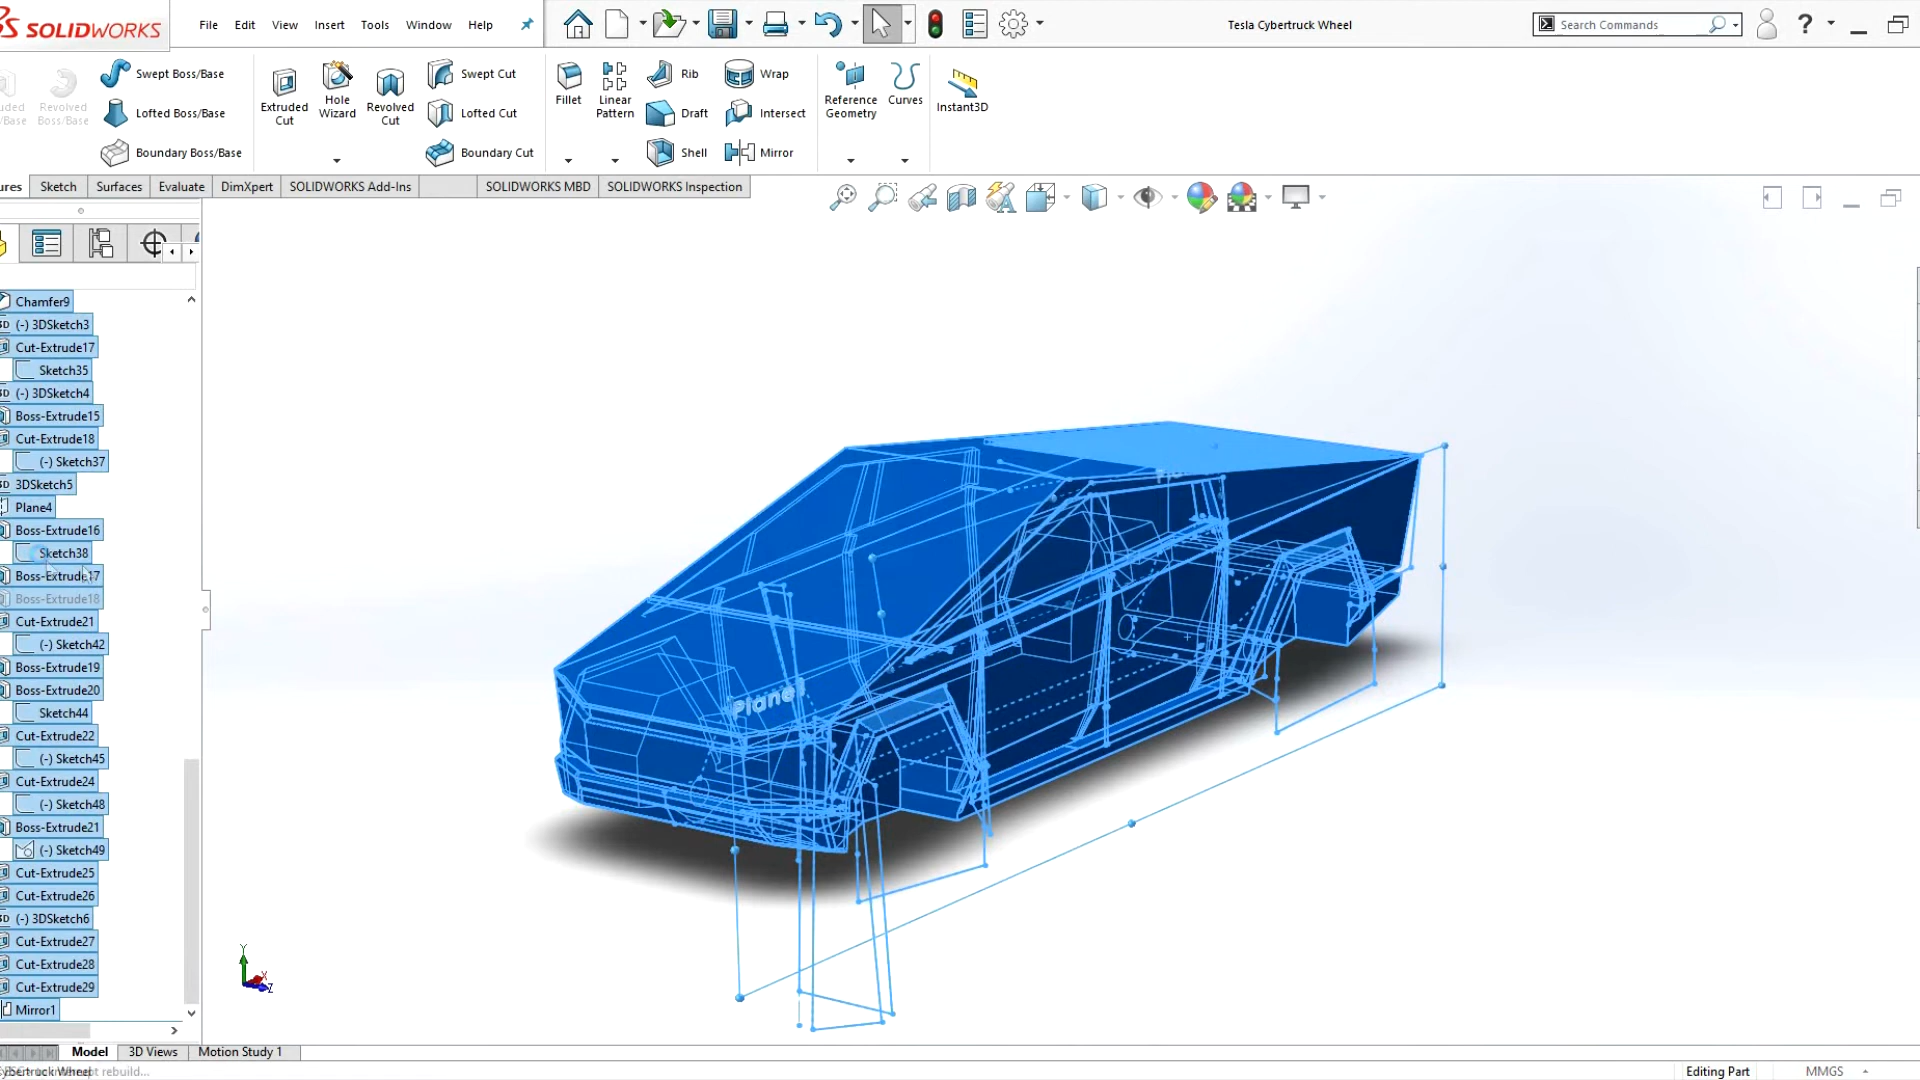 SOLIDWORKS
File Edit View Insert Tools Window Help
Tesla Cybertruck Wheel
Search Commands
?
Swept Boss/Base
Lofted Boss/Base
Boundary Boss/Base
Revolved
Boss/Base
Extruded
Cut
Hole
Wizard
Revolved
Cut
Swept Cut
Lofted Cut
Boundary Cut
Fillet
Linear
Pattern
Rib
Draft
Shell
Wrap
Intersect
Mirror
Reference
Geometry
Curves
Instant3D
ures Sketch Surfaces Evaluate DimXpert SOLIDWORKS Add-Ins SOLIDWORKS MBD SOLIDWORKS Inspection
Chamfer9
(-) 3DSketch3
Cut-Extrude17
Sketch35
(-) 3DSketch4
Boss-Extrude15
Cut-Extrude18
(-) Sketch37
3DSketch5
Plane4
Boss-Extrude16
Sketch38
Boss-Extrude17
Boss-Extrude18
Cut-Extrude21
(-) Sketch42
Boss-Extrude19
Boss-Extrude20
Sketch44
Cut-Extrude22
(-) Sketch45
Cut-Extrude24
(-) Sketch48
Boss-Extrude21
(-) Sketch49
Cut-Extrude25
Cut-Extrude26
(-) 3DSketch6
Cut-Extrude27
Cut-Extrude28
Cut-Extrude29
Mirror1
Y
X
Z
Model 3D Views Motion Study 1
rebuild...
Editing Part
MMGS